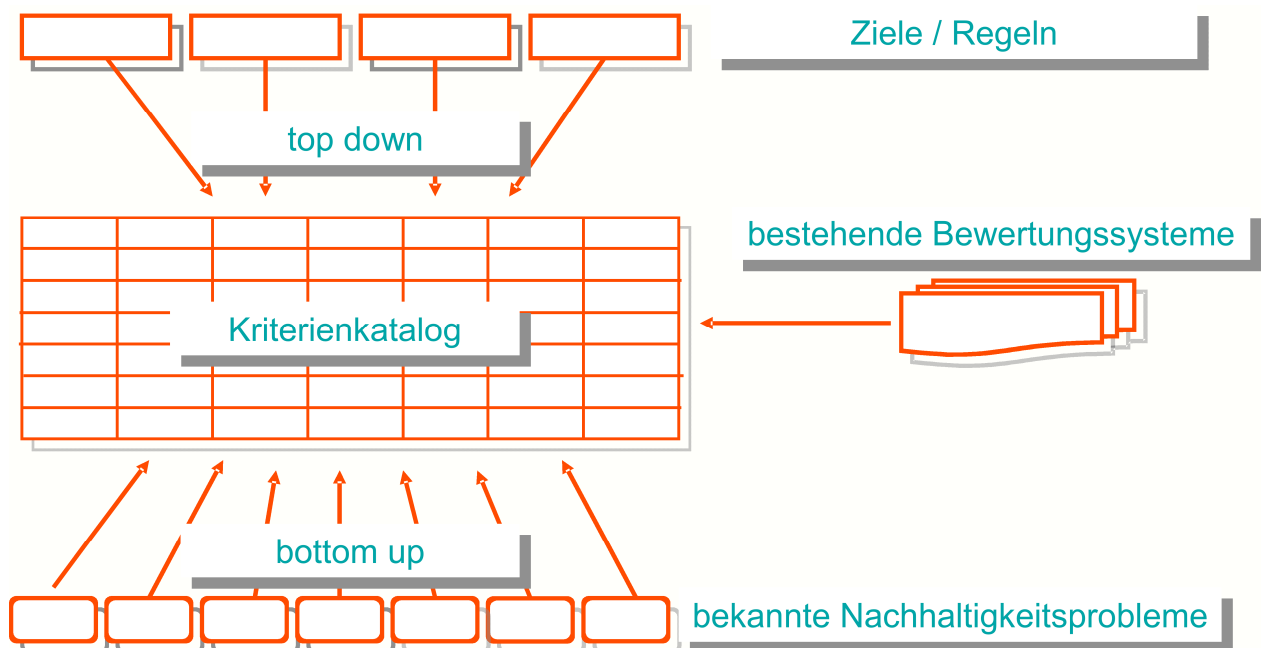 Ziele / Regeln
top down
bestehende Bewertungssysteme
Kriterienkatalog
bottom up
bekannte Nachhaltigkeitsprobleme